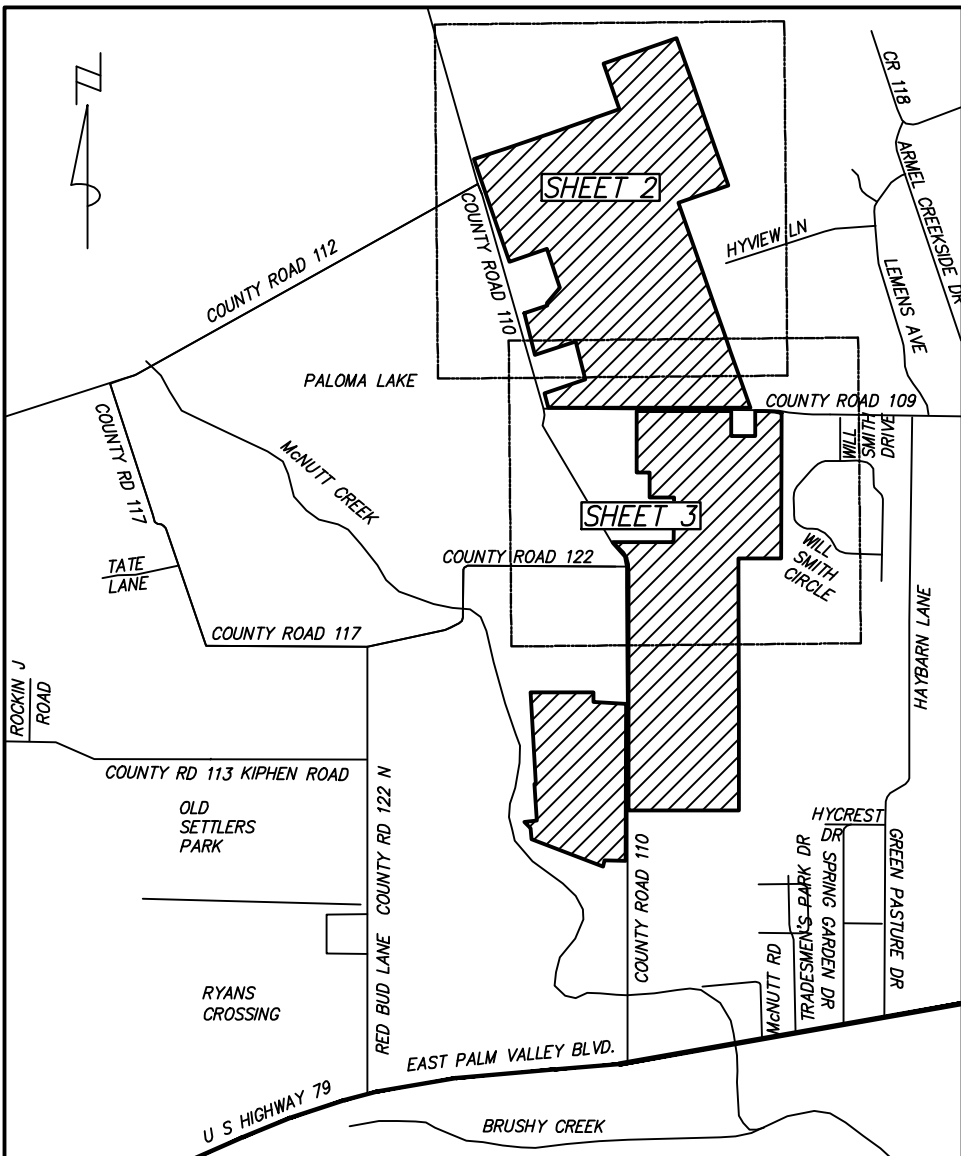 N
CR 118
ARMEL CREEKSIDE DR
SHEET 2
COUNTY ROAD 110
HYVIEW LN
LEMENS AVE
COUNTY ROAD 112
PALOMA LAKE
COUNTY ROAD 109
COUNTY RD 117
McNUTT CREEK
WILL
SMITH
DRIVE
SHEET 3
COUNTY ROAD 122
TATE
LANE
WILL
SMITH
CIRCLE
COUNTY ROAD 117
HAYBARN LANE
ROCKIN J
ROAD
COUNTY RD 113 KIPHEN ROAD
OLD
SETTLERS
PARK
RED BUD LANE COUNTY RD 122 N
HYCREST
DR
COUNTY ROAD 110
McNUTT RD
TRADESMEN'S PARK DR
SPRING GARDEN DR
GREEN PASTURE DR
RYANS
CROSSING
EAST PALM VALLEY BLVD.
U S HIGHWAY 79
BRUSHY CREEK